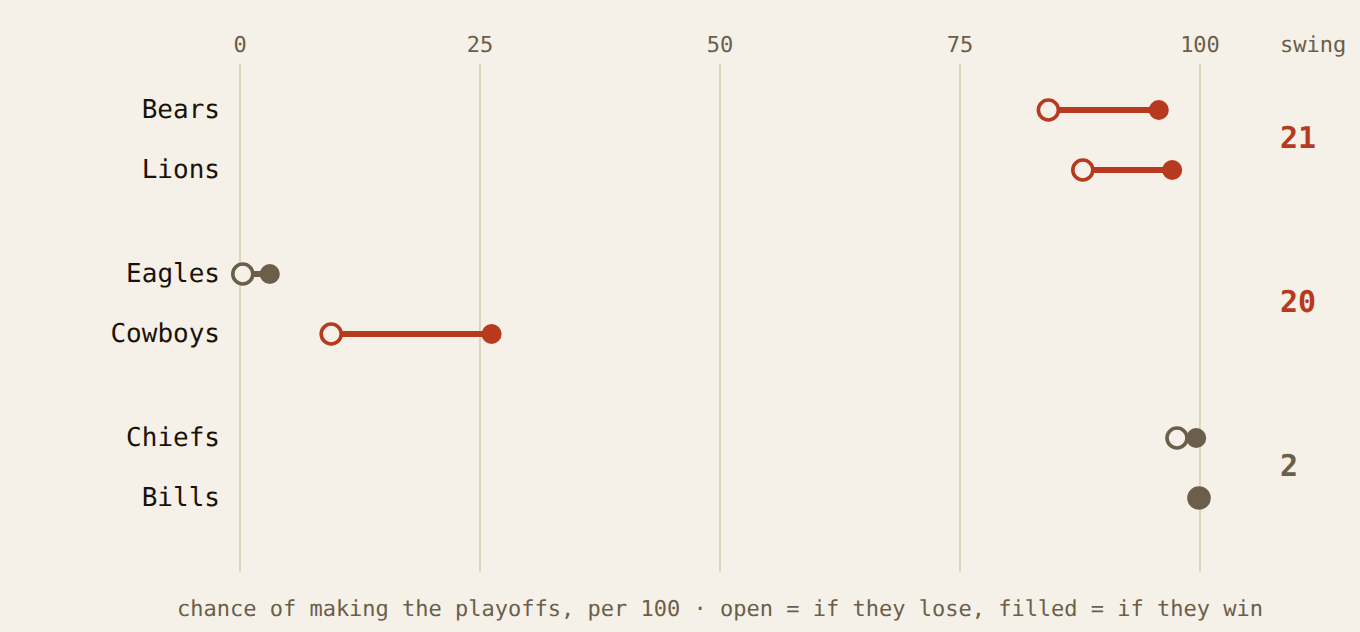 0 25 50 75 100 swing
Bears
21
Lions
Eagles
20
Cowboys
Chiefs
2
Bills
chance of making the playoffs, per 100 · open = if they lose, filled = if they win